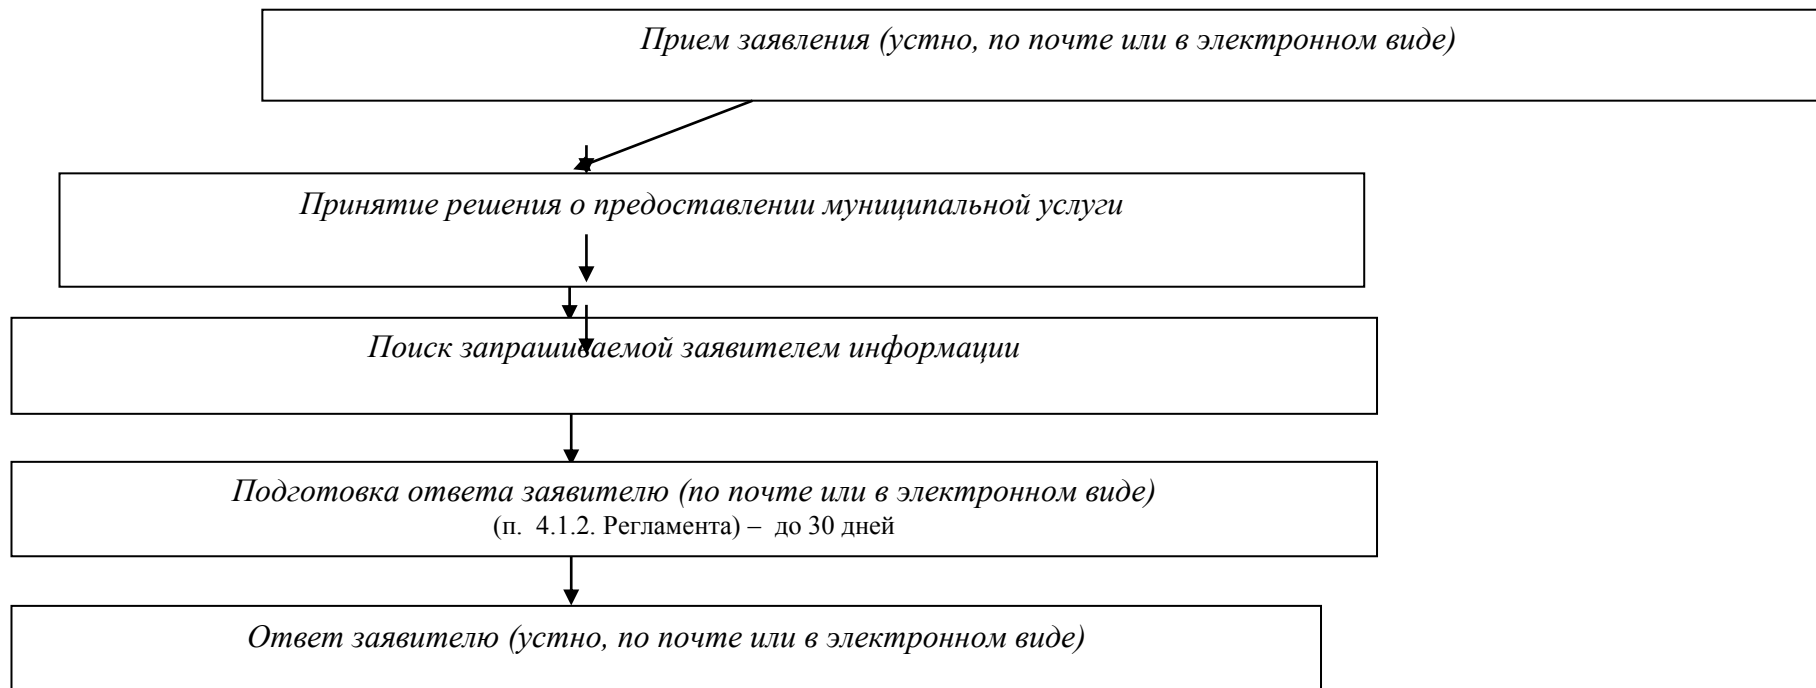 Прием заявления (устно, по почте или в электронном виде)
Принятие решения о предоставлении муниципальной услуги
Поиск запрашиваемой заявителем информации
Подготовка ответа заявителю (по почте или в электронном виде)
(п. 4.1.2. Регламента) – до 30 дней
Ответ заявителю (устно, по почте или в электронном виде)